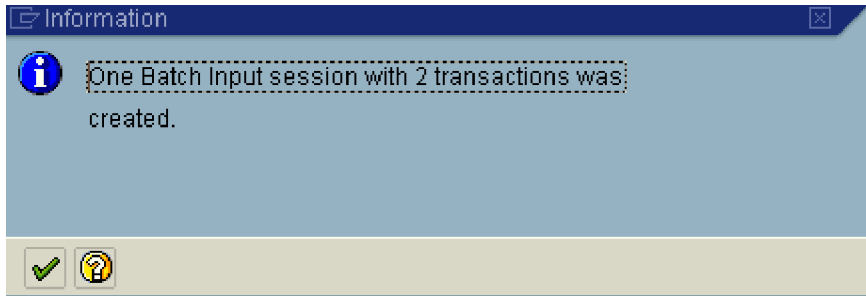 Information
One Batch Input session with 2 transactions was
created.